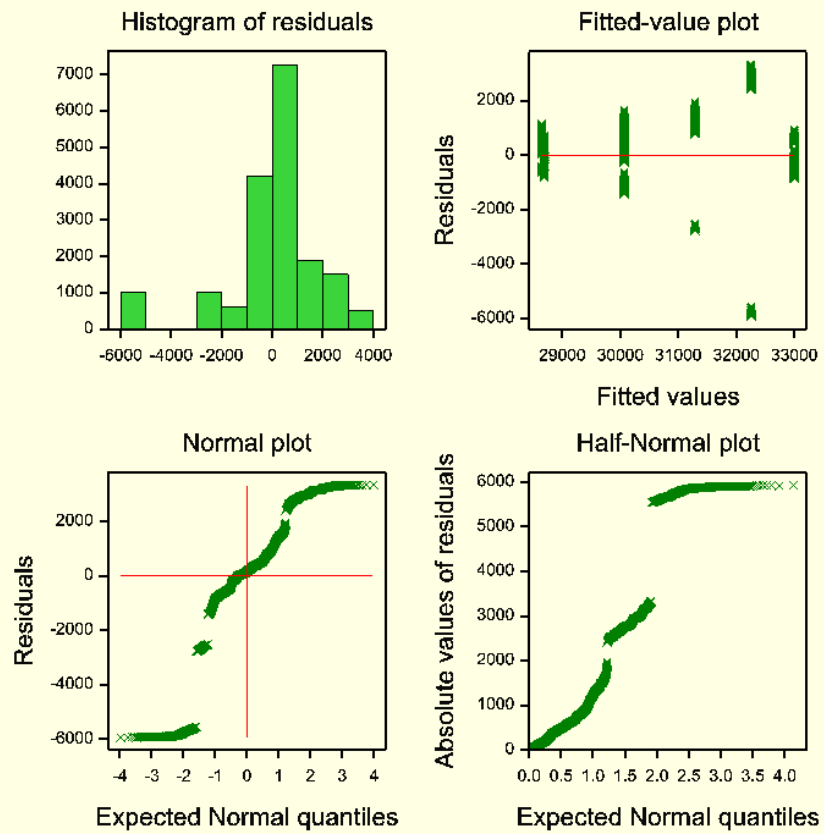 Histogram of residuals
7000
6000
5000
4000
3000
2000
1000
0
-6000 -4000 -2000 0 2000 4000
Fitted-value plot
Residuals
2000
0
-2000
-4000
-6000
29000 30000 31000 32000 33000
Fitted values
Normal plot
Residuals
2000
0
-2000
-4000
-6000
-4 -3 -2 -1 0 1 2 3 4
Expected Normal quantiles
Half-Normal plot
Absolute values of residuals
6000
5000
4000
3000
2000
1000
0
0.0 0.5 1.0 1.5 2.0 2.5 3.0 3.5 4.0
Expected Normal quantiles